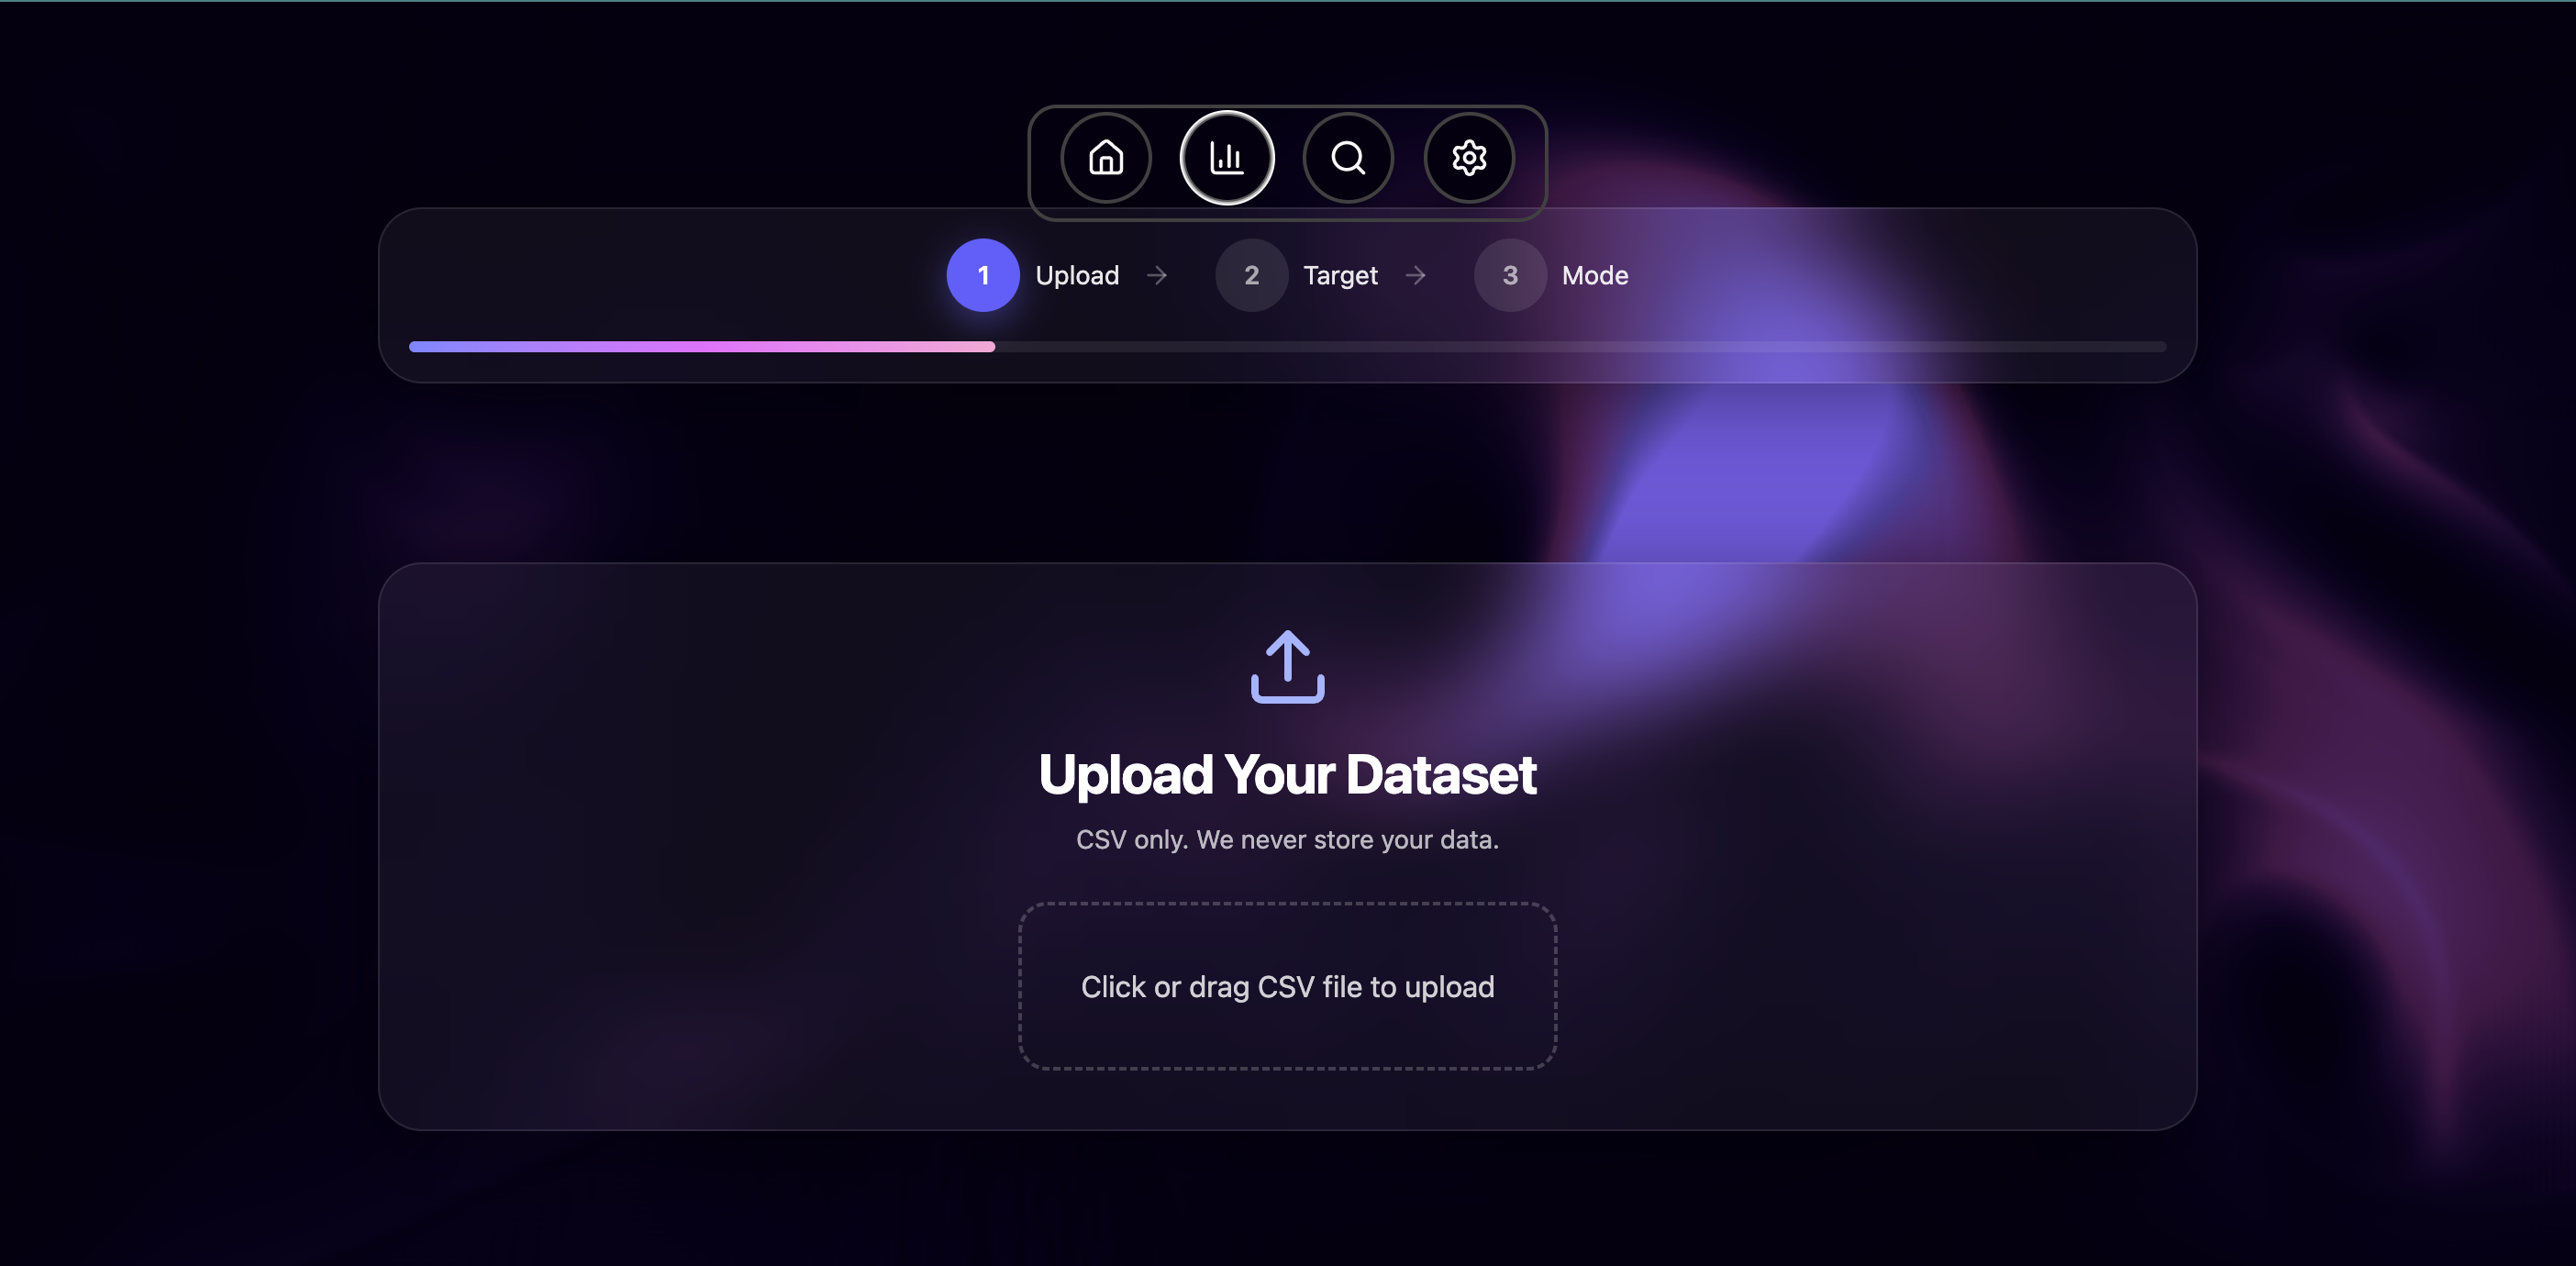 1 Upload 2 Target 3 Mode
Upload Your Dataset
CSV only. We never store your data.
Click or drag CSV file to upload